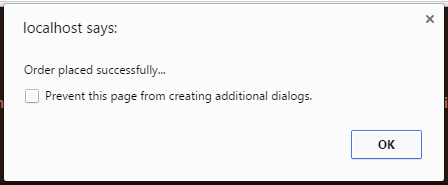 localhost says:
Order placed successfully...
Prevent this page from creating additional dialogs.
OK